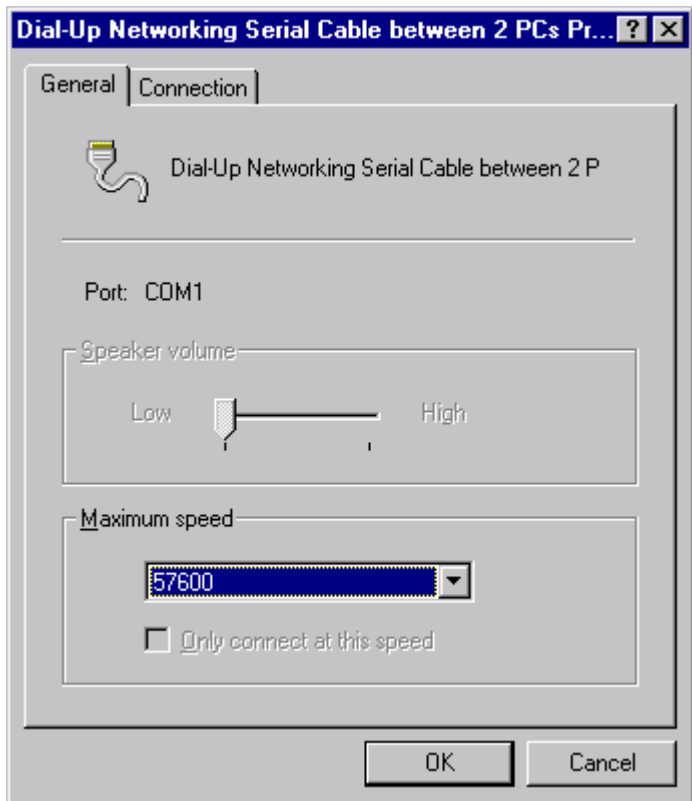 Dial-Up Networking Serial Cable between 2 PCs Pr...
General Connection
Dial-Up Networking Serial Cable between 2 P
Port: COM1
Speaker volume
Low High
Maximum speed
57600
Only connect at this speed
OK Cancel